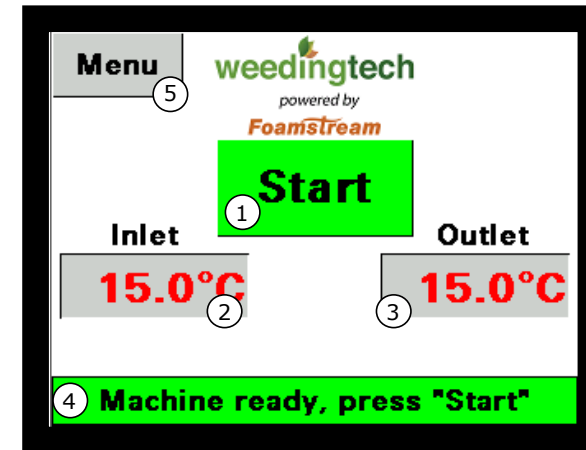 Menu
5
weedingtech
powered by
Foamstream
Start
1
Inlet
Outlet
15.0°C
2
15.0°C
3
4
Machine ready, press "Start"